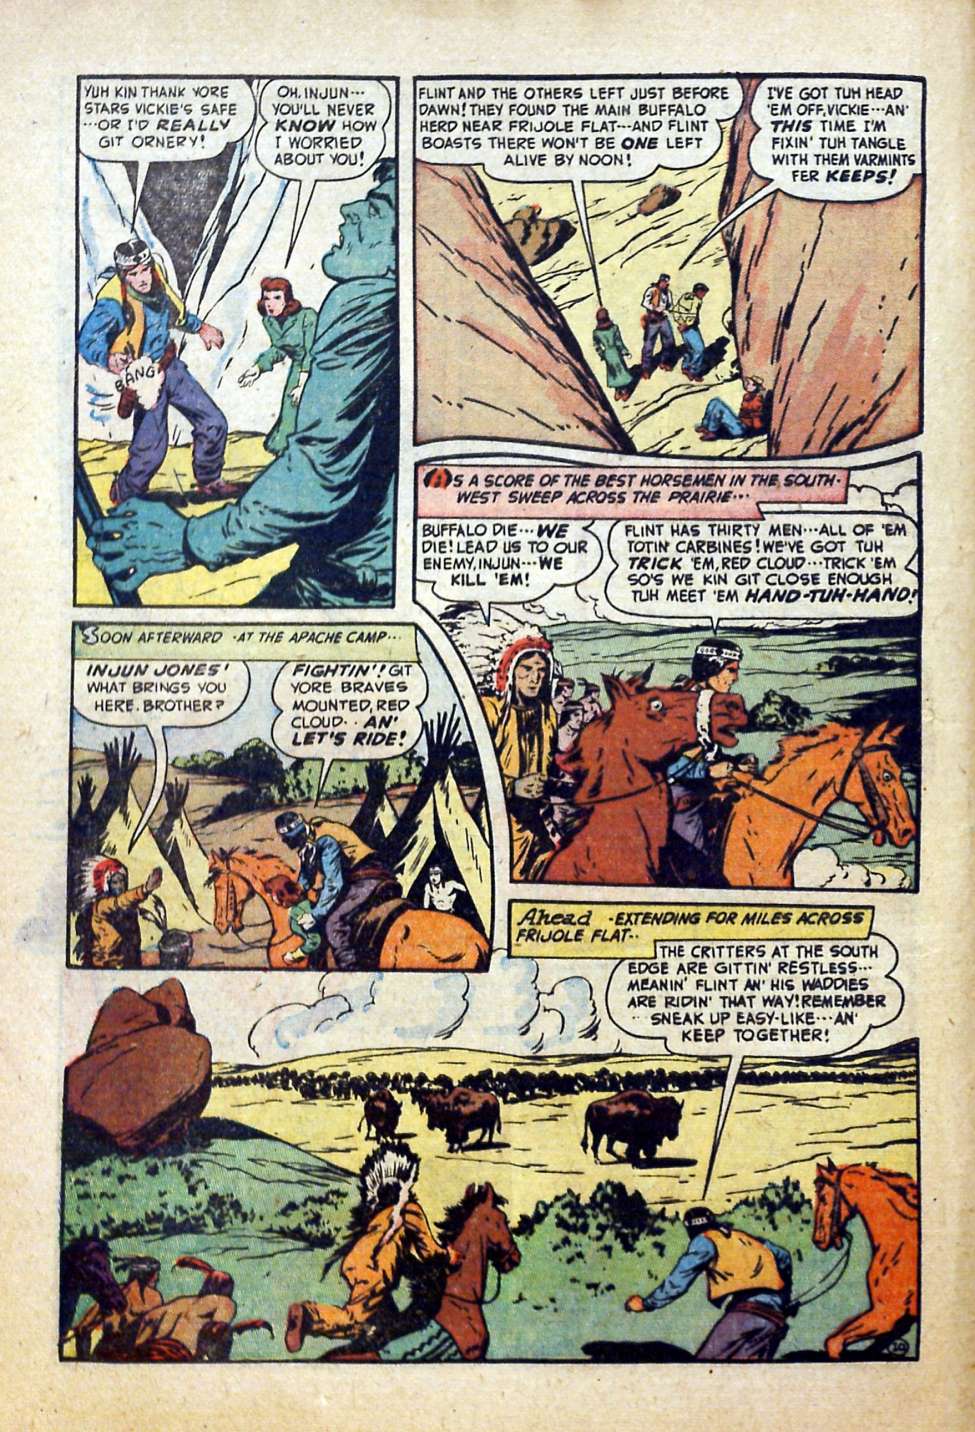 YUH KIN THANK YORE
STARS VICKIE'S SAFE
...OR I'D REALLY
GIT ORNERY!
OH, INJUN---
YOU'LL NEVER
KNOW HOW
I WORRIED
ABOUT YOU!
BANG
FLINT AND THE OTHERS LEFT JUST BEFORE
DAWN! THEY FOUND THE MAIN BUFFALO
HERD NEAR FRIJOLE FLAT---AND FLINT
BOASTS THERE WON'T BE ONE LEFT
ALIVE BY NOON!
I'VE GOT TUH HEAD
'EM OFF, VICKIE---AN'
THIS TIME I'M
FIXIN' TUH TANGLE
WITH THEM VARMINTS
FER KEEPS!
SOON AFTERWARD -AT THE APACHE CAMP...
INJUN JONES!
WHAT BRINGS YOU
HERE, BROTHER?
FIGHTIN'! GIT
YORE BRAVES
MOUNTED, RED
CLOUD.. AN'
LET'S RIDE!
AS A SCORE OF THE BEST HORSEMEN IN THE SOUTH-
WEST SWEEP ACROSS THE PRAIRIE...
BUFFALO DIE---WE
DIE! LEAD US TO OUR
ENEMY, INJUN---WE
KILL 'EM!
FLINT HAS THIRTY MEN---ALL OF 'EM
TOTIN' CARBINES! WE'VE GOT TUH
TRICK 'EM, RED CLOUD...TRICK 'EM
SO'S WE KIN GIT CLOSE ENOUGH
TUH MEET 'EM HAND-TUH-HAND!
Ahead -EXTENDING FOR MILES ACROSS
FRIJOLE FLAT..
THE CRITTERS AT THE SOUTH
EDGE ARE GITTIN' RESTLESS---
MEANIN' FLINT AN' HIS WADDIES
ARE RIDIN' THAT WAY! REMEMBER
...SNEAK UP EASY-LIKE---AN'
KEEP TOGETHER!